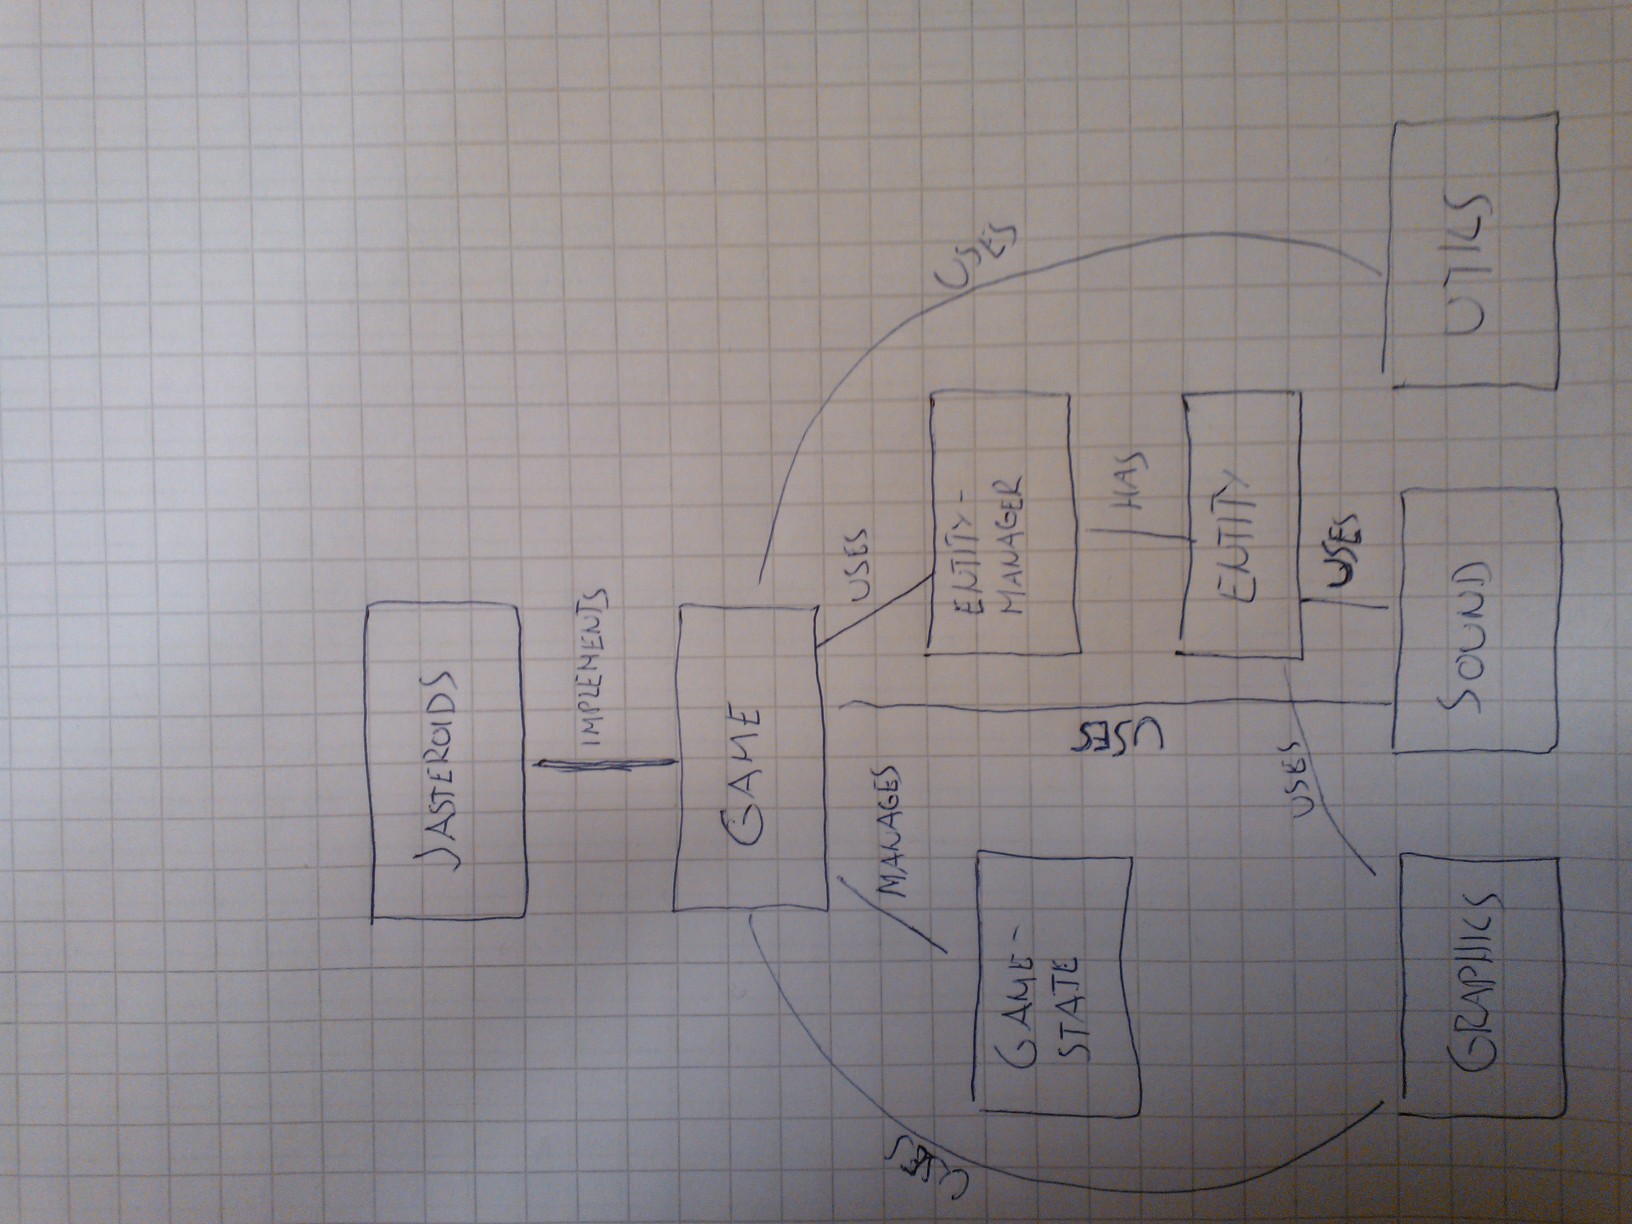 JASTEROIDS
IMPLEMENTS
GAME
USES
MANAGES
USES
USES
GAME-
STATE
USES
ENTITY-
MANAGER
HAS
ENTITY
USES
USES
GRAPHICS
SOUND
UTILS